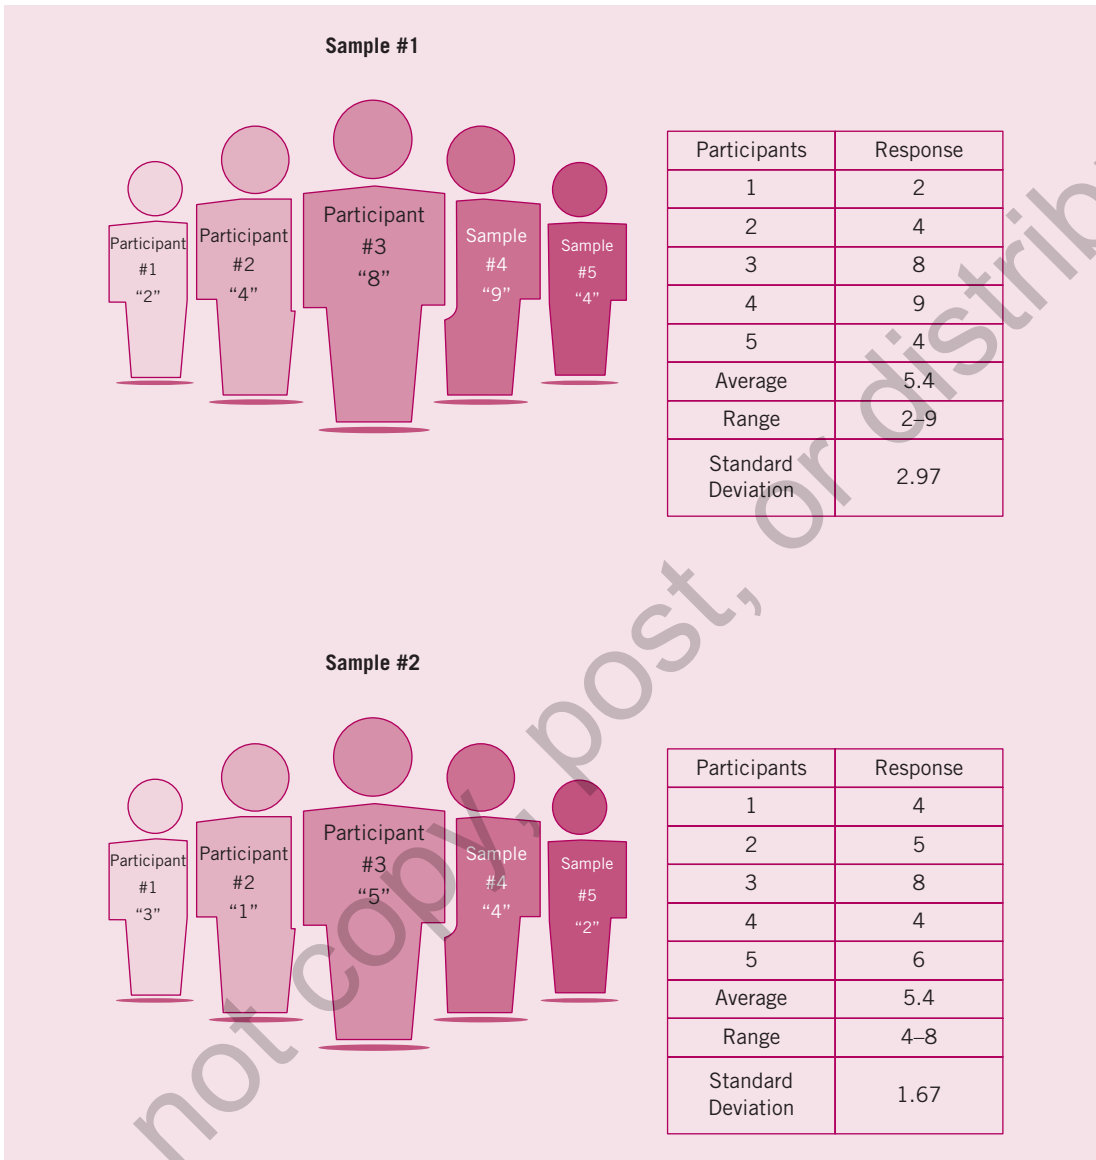 Sample #1
Participant
#1
“2”
Participant
#2
“4”
Participant
#3
“8”
Sample
#4
“9”
Sample
#5
“4”
Participants Response
1 2
2 4
3 8
4 9
5 4
Average 5.4
Range 2–9
Standard
Deviation 2.97
Sample #2
Participant
#1
“3”
Participant
#2
“1”
Participant
#3
“5”
Sample
#4
“4”
Sample
#5
“2”
Participants Response
1 4
2 5
3 8
4 4
5 6
Average 5.4
Range 4–8
Standard
Deviation 1.67
not copy, post, or